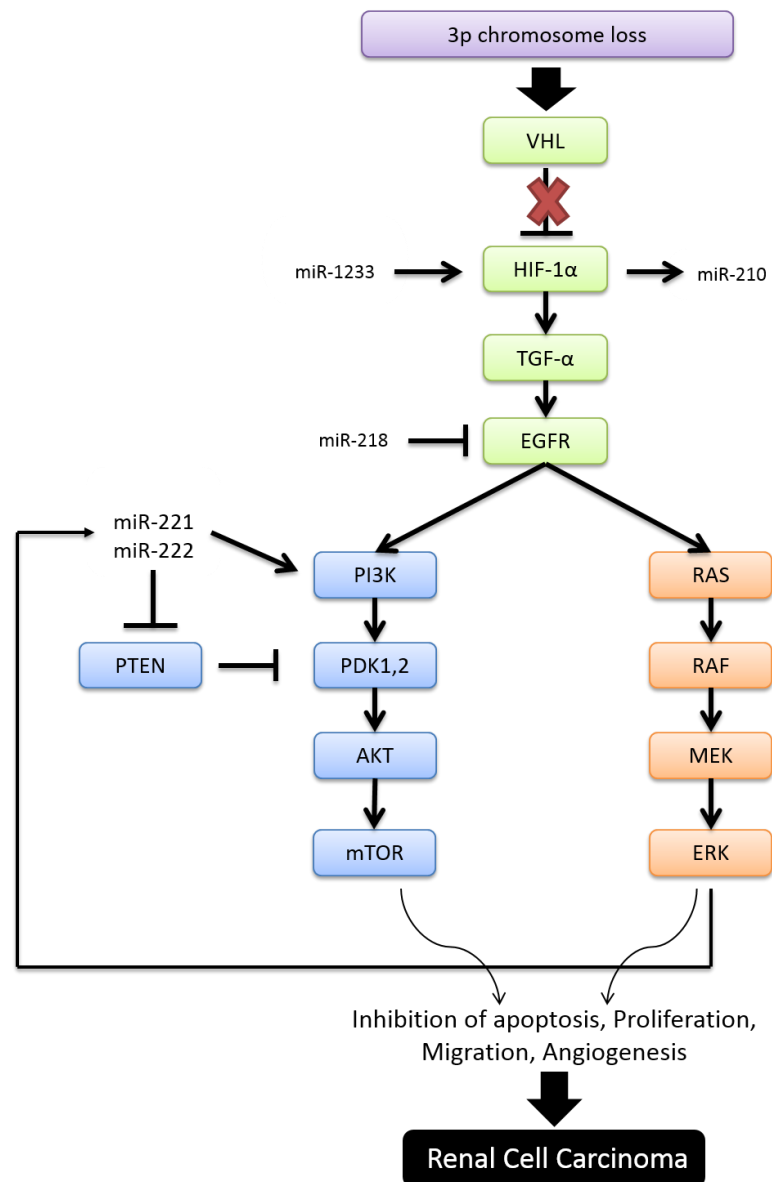 3p chromosome loss
VHL
miR-1233
HIF-1α
miR-210
TGF-α
miR-218
EGFR
miR-221
miR-222
PI3K
RAS
PTEN
PDK1,2
RAF
AKT
MEK
mTOR
ERK
Inhibition of apoptosis, Proliferation,
Migration, Angiogenesis
Renal Cell Carcinoma